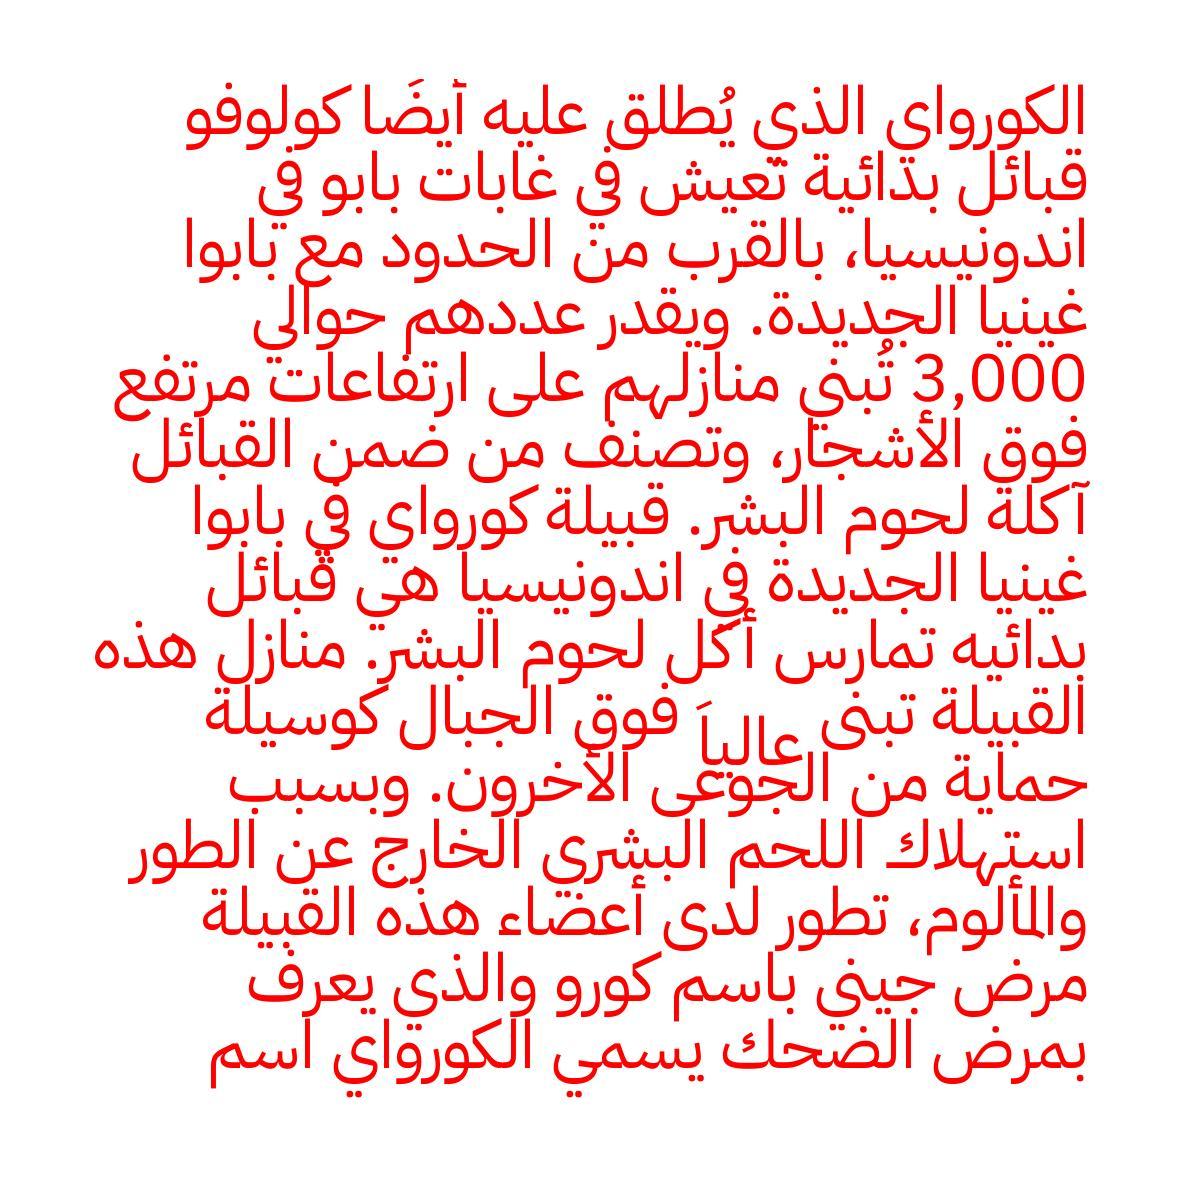 الكورواي الذي يُطلق عليه أيضَا كولوفو
قبائل بدائية تعيش في غابات بابو في
اندونيسيا، بالقرب من الحدود مع بابوا
غينيا الجديدة. ويقدر عددهم حوالي
3,000 تُبني منازلهم على ارتفاعات مرتفع
فوق الأشجار، وتصنف من ضمن القبائل
آكلة لحوم البشر. قبيلة كورواي في بابوا
غينيا الجديدة في اندونيسيا هي قبائل
بدائيه تمارس أكل لحوم البشر. منازل هذه
القبيلة تبنى عالياَ فوق الجبال كوسيلة
حماية من الجوعى الأخرون. وبسبب
استهلاك اللحم البشري الخارج عن الطور
والمألوم، تطور لدى أعضاء هذه القبيلة
مرض جيني باسم كورو والذي يعرف
بمرض الضحك يسمي الكورواي اسم